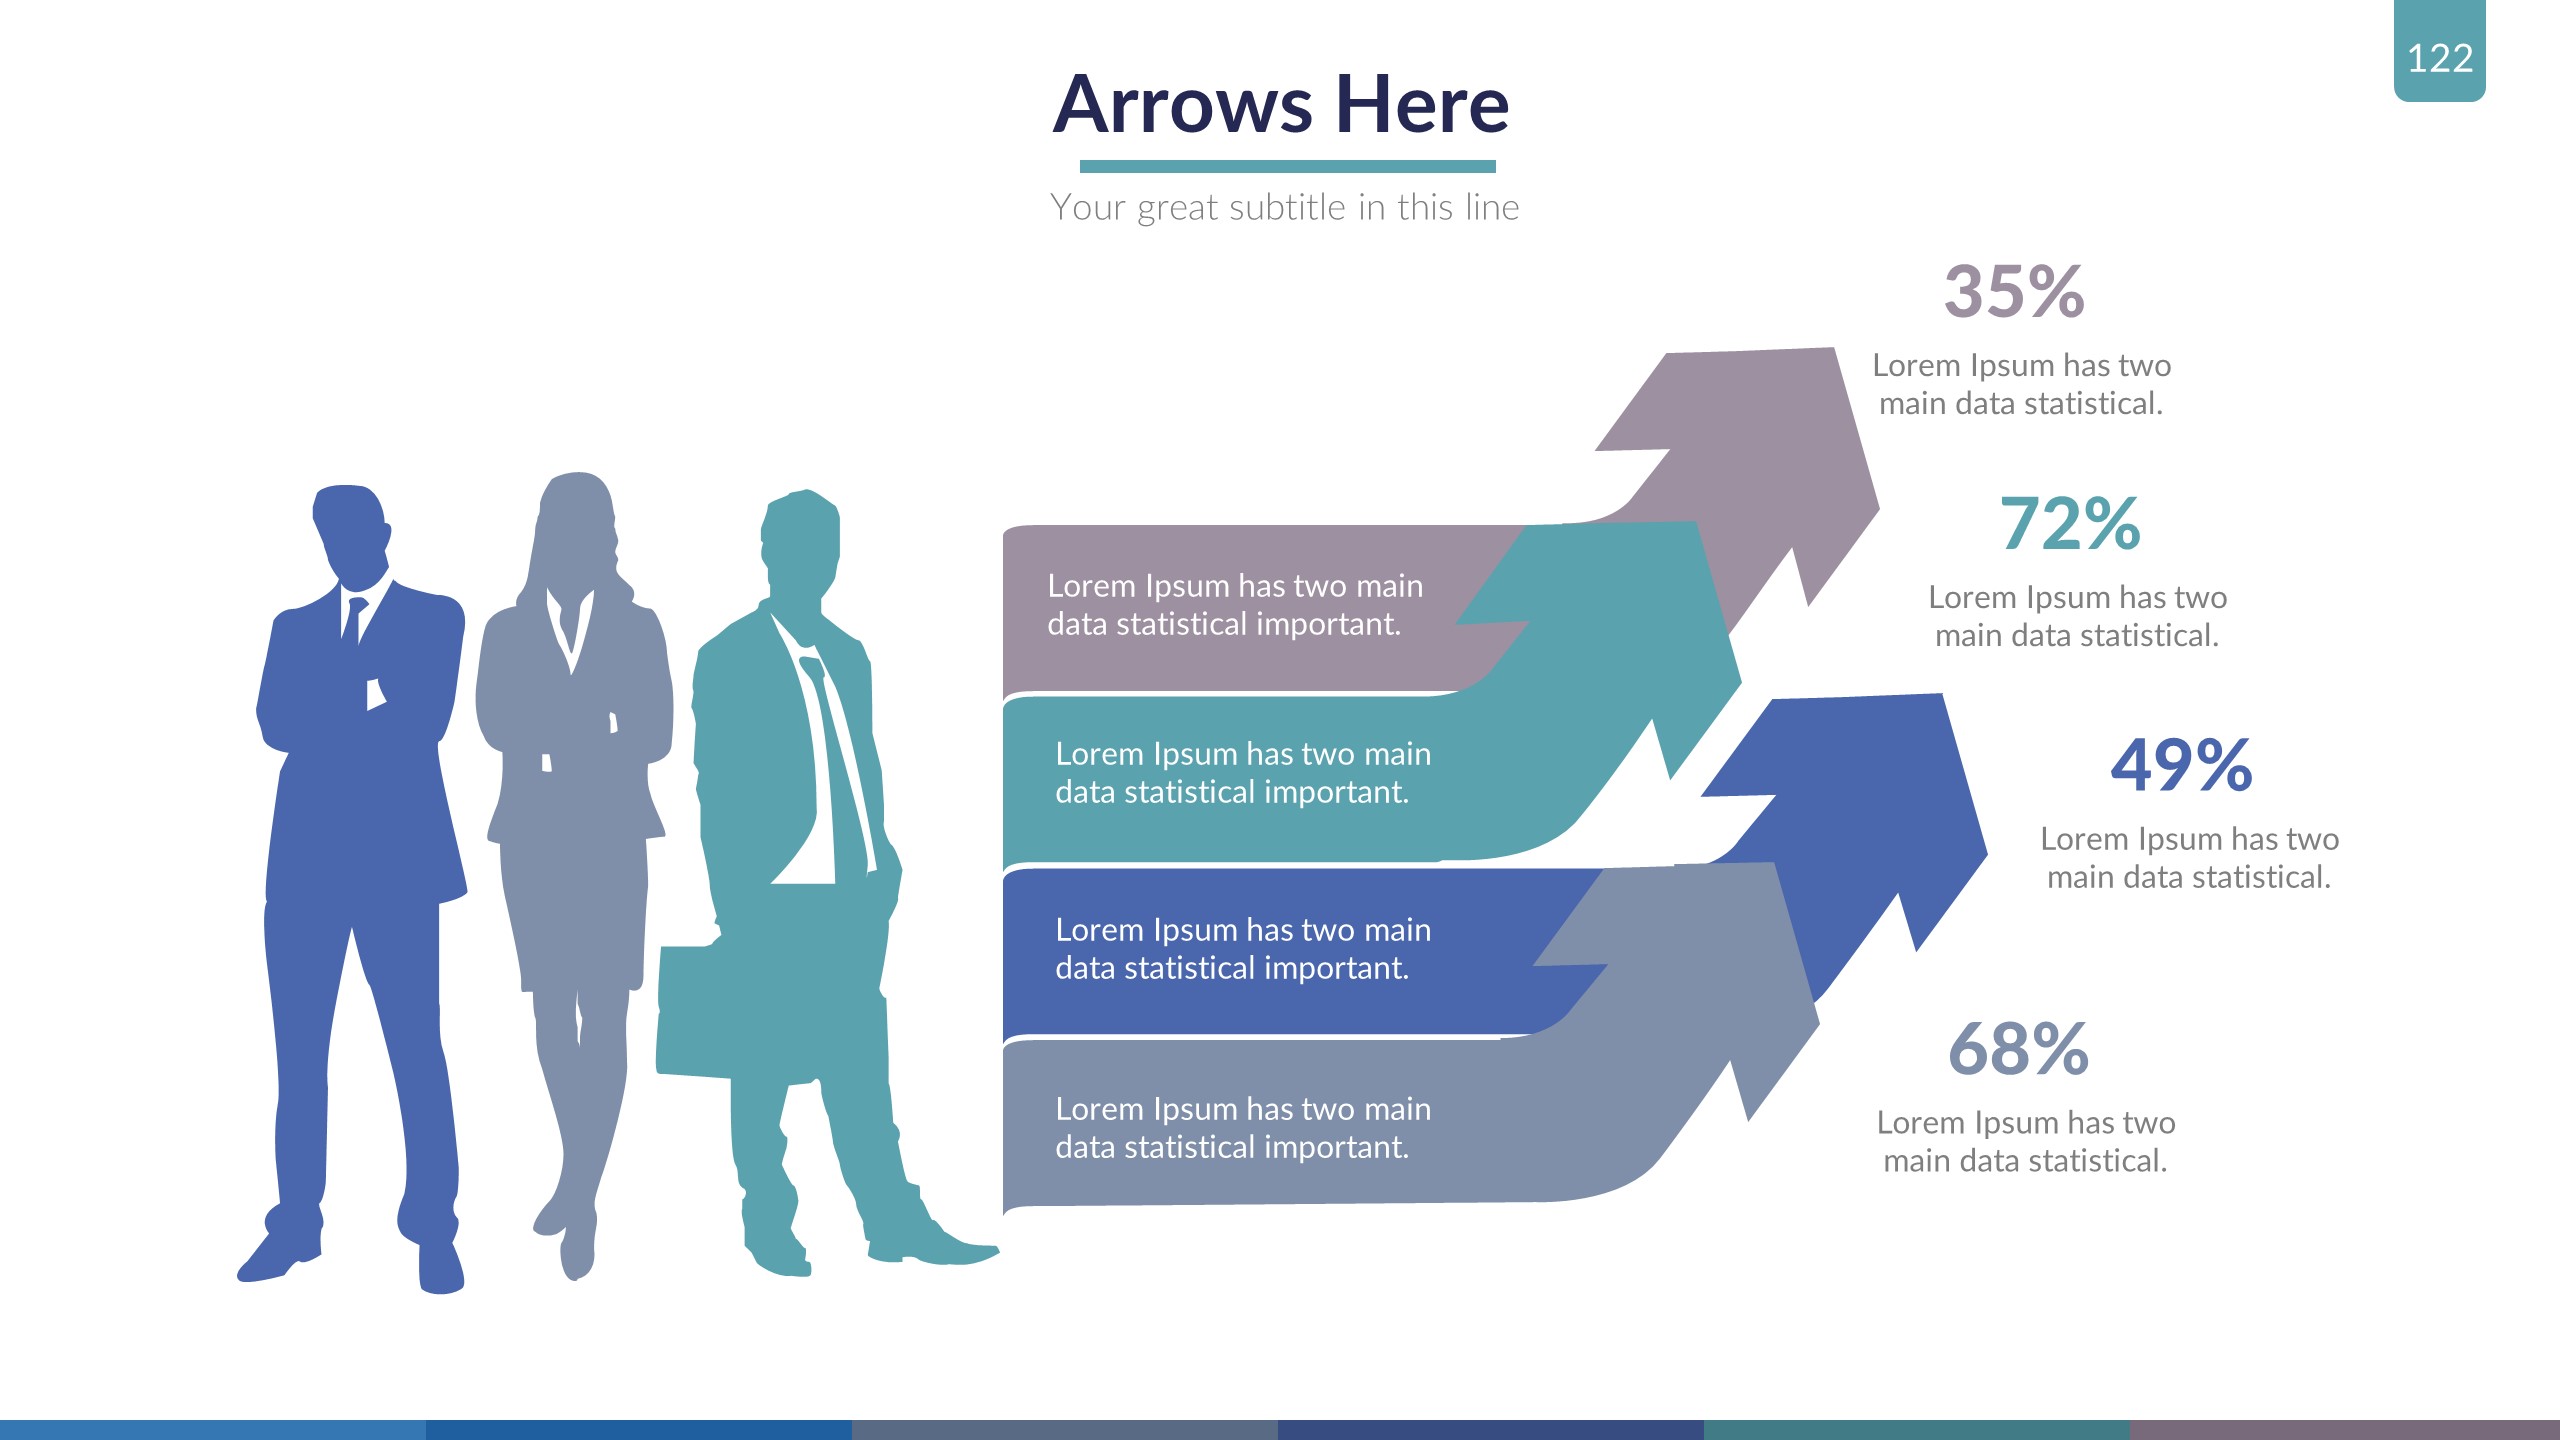 122
Arrows Here
Your great subtitle in this line
35%
Lorem Ipsum has two
main data statistical.
72%
Lorem Ipsum has two
main data statistical.
49%
Lorem Ipsum has two
main data statistical.
68%
Lorem Ipsum has two
main data statistical.
Lorem Ipsum has two main
data statistical important.
Lorem Ipsum has two main
data statistical important.
Lorem Ipsum has two main
data statistical important.
Lorem Ipsum has two main
data statistical important.